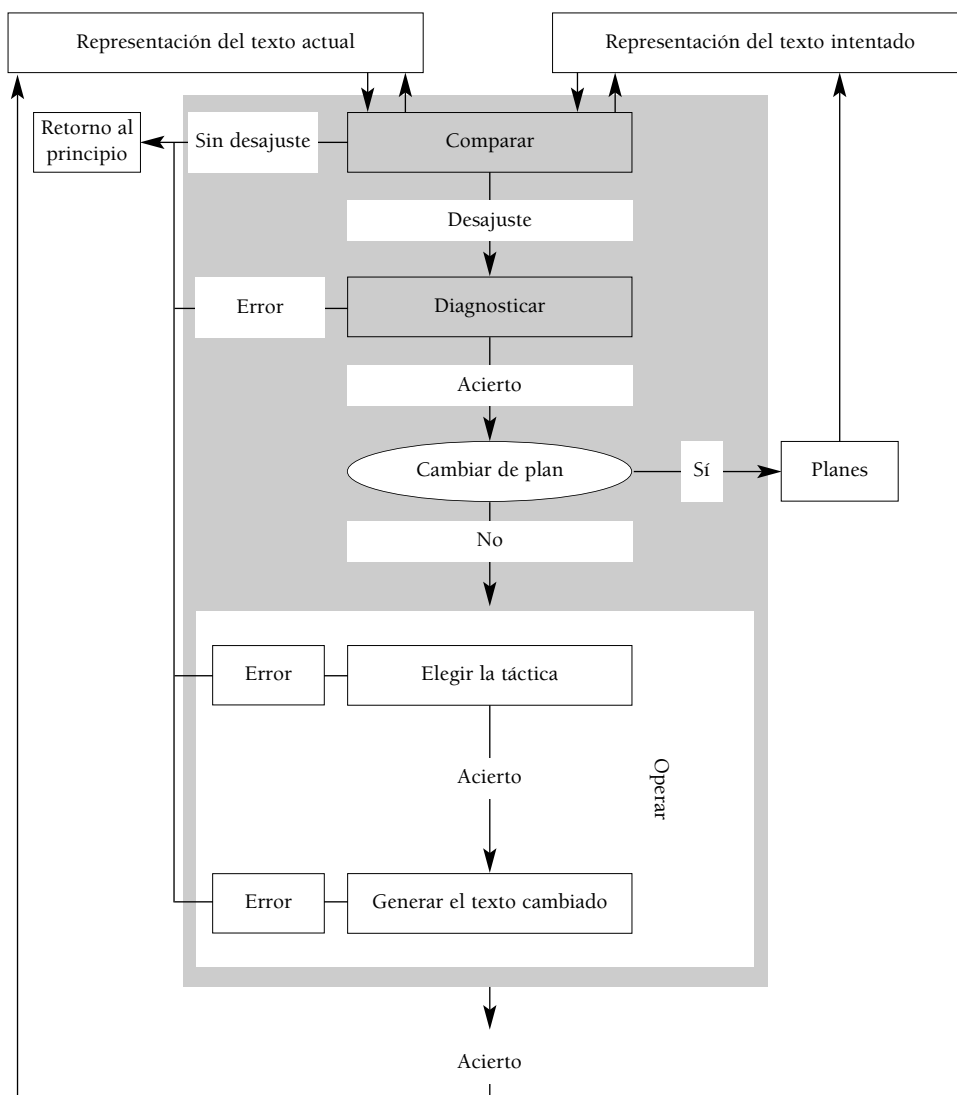 Representación del texto actual
Representación del texto intentado
Retorno al
principio
Sin desajuste
Comparar
Desajuste
Error
Diagnosticar
Acierto
Cambiar de plan
Sí
Planes
No
Error
Elegir la táctica
Acierto
Operar
Error
Generar el texto cambiado
Acierto